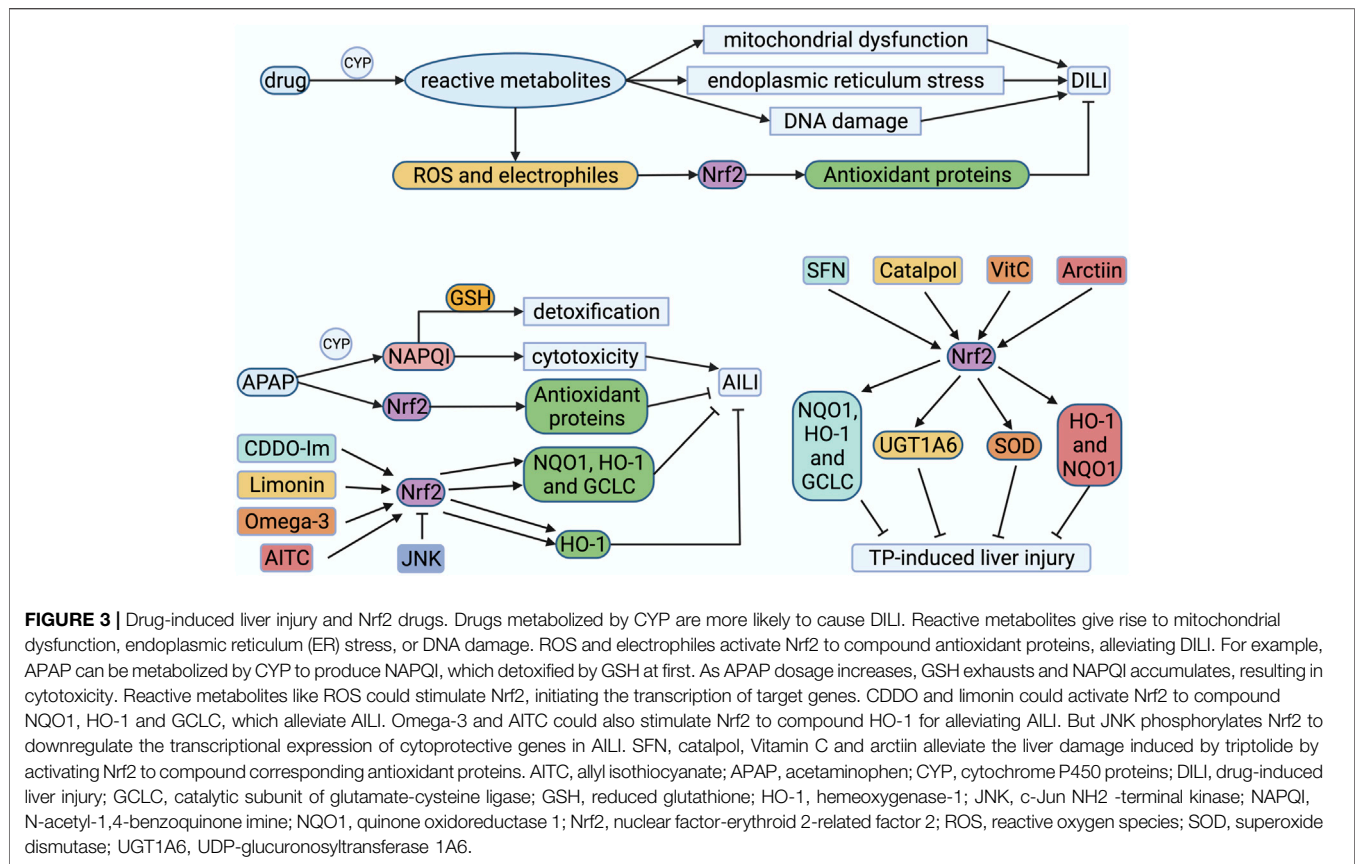 mitochondrial dysfunction
CYP
drug
reactive metabolites
endoplasmic reticulum stress
DILI
DNA damage
ROS and electrophiles
Nrf2
Antioxidant proteins
GSH
detoxification
CYP
NAPQI
cytotoxicity
APAP
AILI
Nrf2
Antioxidant
proteins
CDDO-Im
Limonin
Omega-3
AITC
Nrf2
JNK
NQO1, HO-1
and GCLC
HO-1
SFN
Catalpol
VitC
Arctiin
Nrf2
NQO1,
HO-1
and
GCLC
UGT1A6
SOD
HO-1
and
NQO1
TP-induced liver injury
FIGURE 3 | Drug-induced liver injury and Nrf2 drugs. Drugs metabolized by CYP are more likely to cause DILI. Reactive metabolites give rise to mitochondrial
dysfunction, endoplasmic reticulum (ER) stress, or DNA damage. ROS and electrophiles activate Nrf2 to compound antioxidant proteins, alleviating DILI. For example,
APAP can be metabolized by CYP to produce NAPQI, which detoxified by GSH at first. As APAP dosage increases, GSH exhausts and NAPQI accumulates, resulting in
cytotoxicity. Reactive metabolites like ROS could stimulate Nrf2, initiating the transcription of target genes. CDDO and limonin could activate Nrf2 to compound
NQO1, HO-1 and GCLC, which alleviate AILI. Omega-3 and AITC could also stimulate Nrf2 to compound HO-1 for alleviating AILI. But JNK phosphorylates Nrf2 to
downregulate the transcriptional expression of cytoprotective genes in AILI. SFN, catalpol, Vitamin C and arctiin alleviate the liver damage induced by triptolide by
activating Nrf2 to compound corresponding antioxidant proteins. AITC, allyl isothiocyanate; APAP, acetaminophen; CYP, cytochrome P450 proteins; DILI, drug-induced
liver injury; GCLC, catalytic subunit of glutamate-cysteine ligase; GSH, reduced glutathione; HO-1, hemeoxygenase-1; JNK, c-Jun NH2 -terminal kinase; NAPQI,
N-acetyl-1,4-benzoquinone imine; NQO1, quinone oxidoreductase 1; Nrf2, nuclear factor-erythroid 2-related factor 2; ROS, reactive oxygen species; SOD, superoxide
dismutase; UGT1A6, UDP-glucuronosyltransferase 1A6.